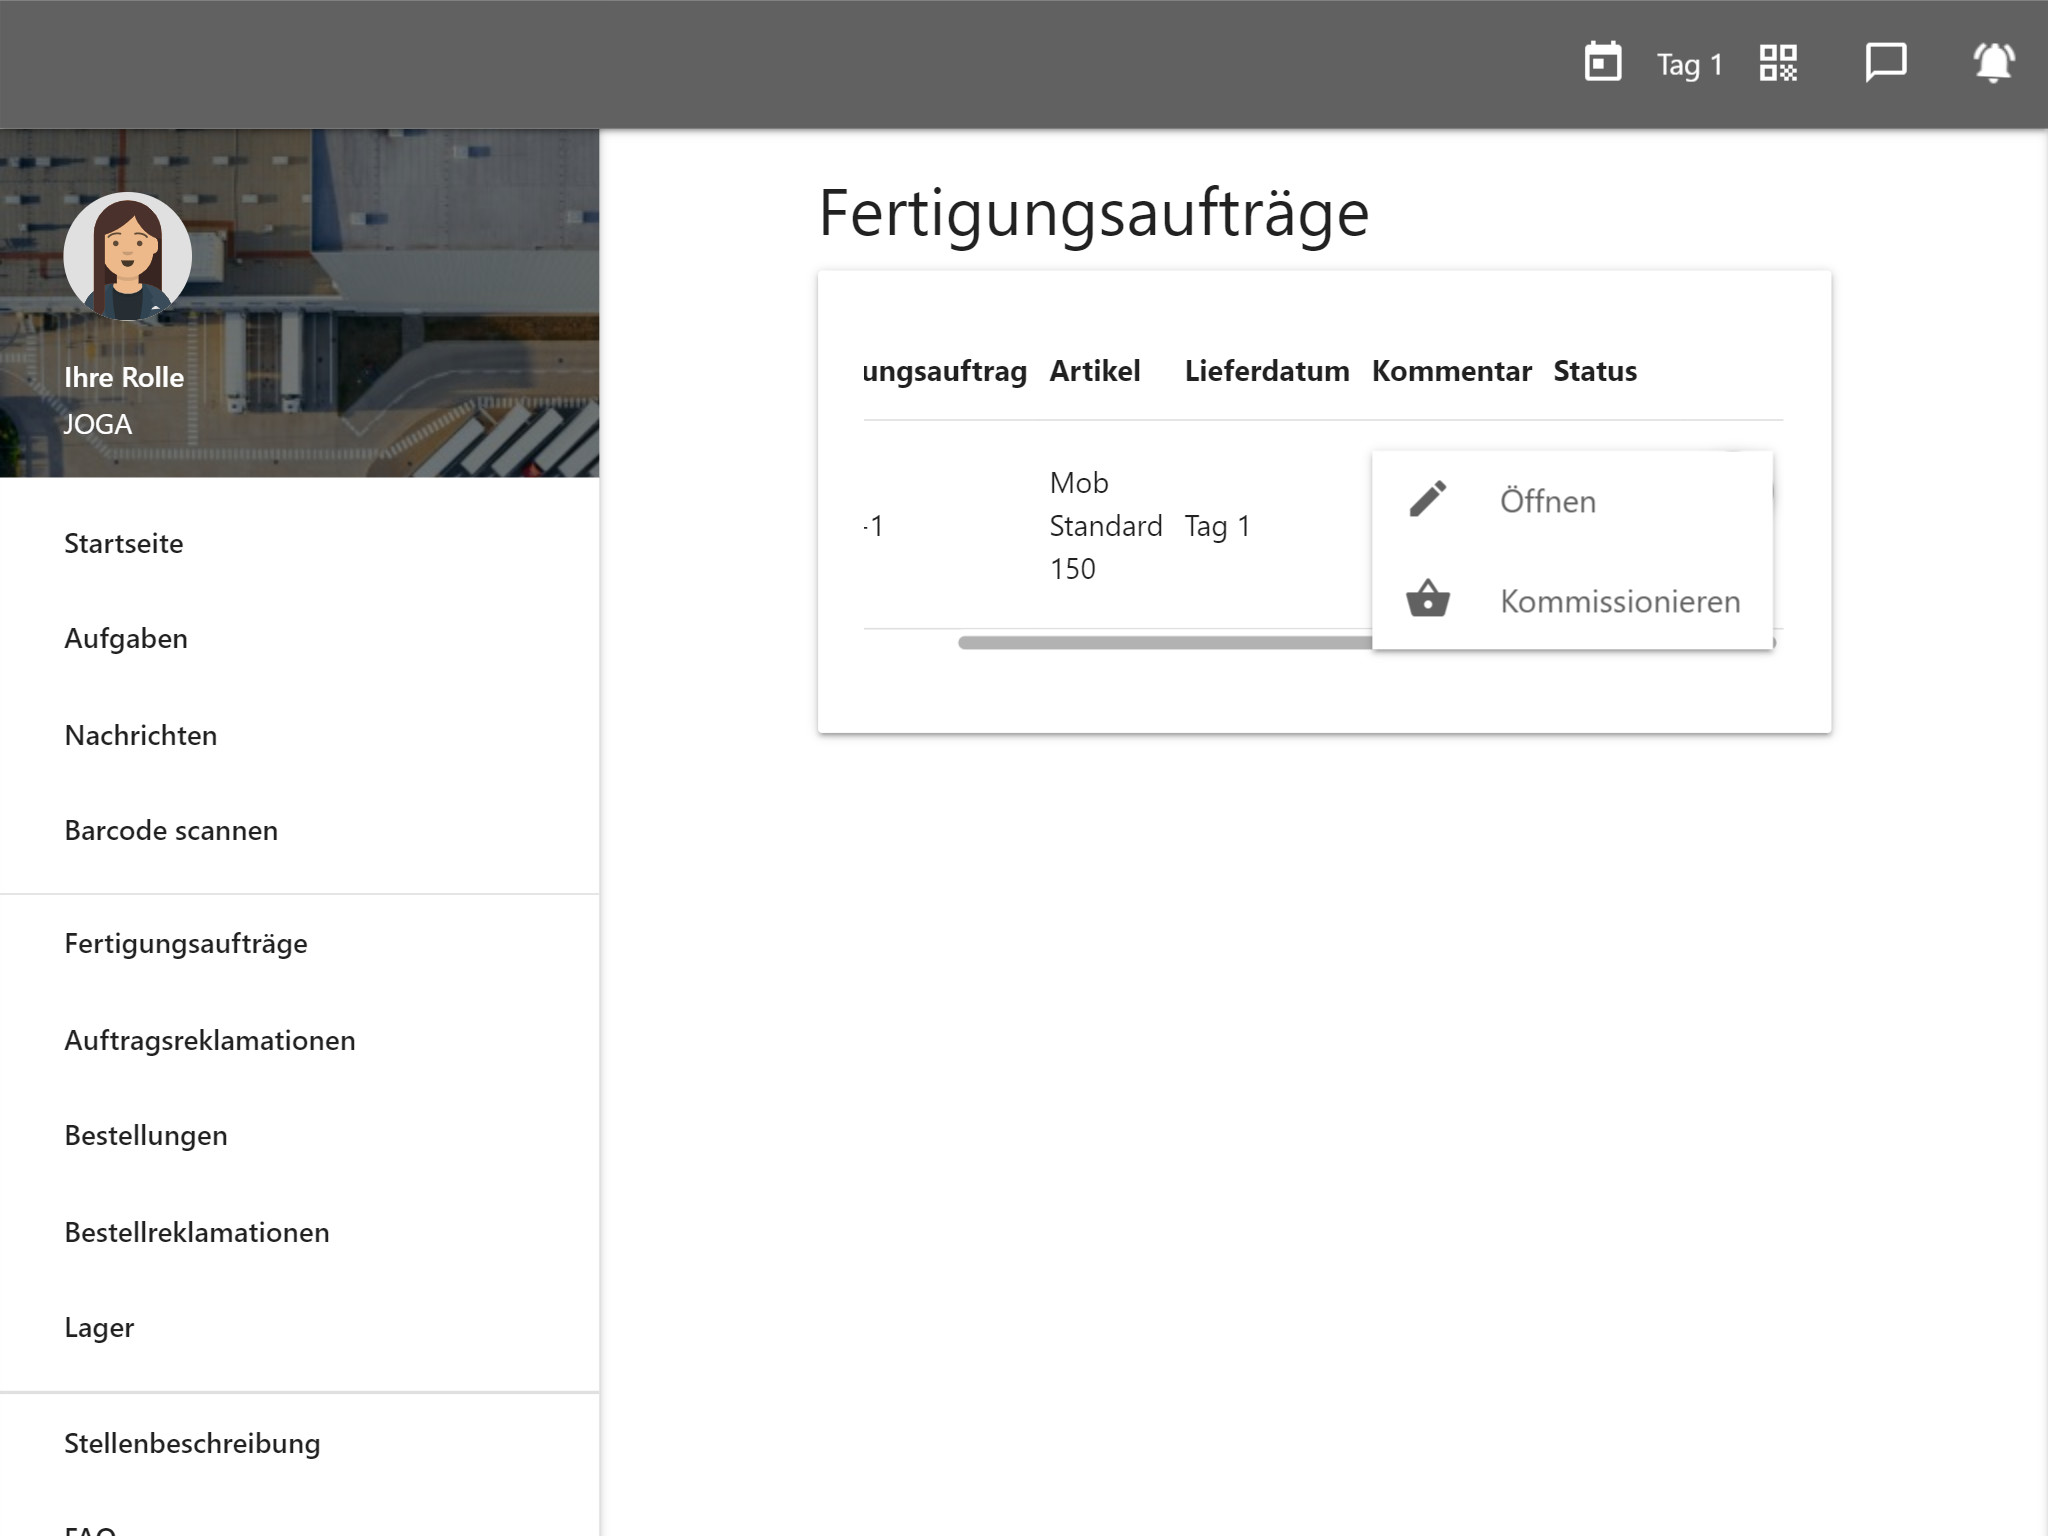 Tag 1
Ihre Rolle
JOGA
Startseite
Aufgaben
Nachrichten
Barcode scannen
Fertigungsaufträge
Auftragsreklamationen
Bestellungen
Bestellreklamationen
Lager
Stellenbeschreibung
FAQ
Fertigungsaufträge
ungsauftrag Artikel Lieferdatum Kommentar Status
-1 Mob Standard 150 Tag 1
Öffnen
Kommissionieren